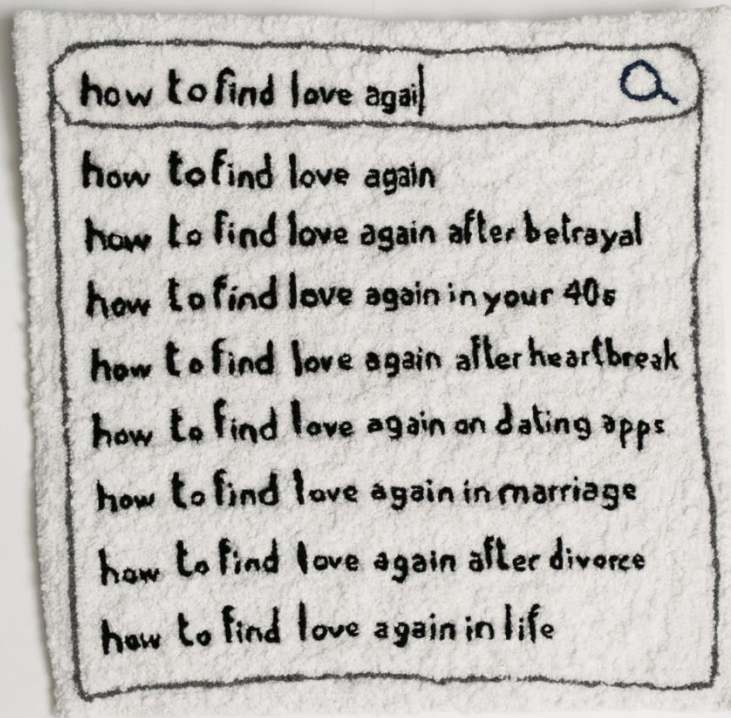 how to find love agai
how to find love again
how to find love again after betrayal
how to find love again in your 40s
how to find love again after heartbreak
how to find love again on dating apps
how to find love again in marriage
how to find love again after divorce
how to find love again in life